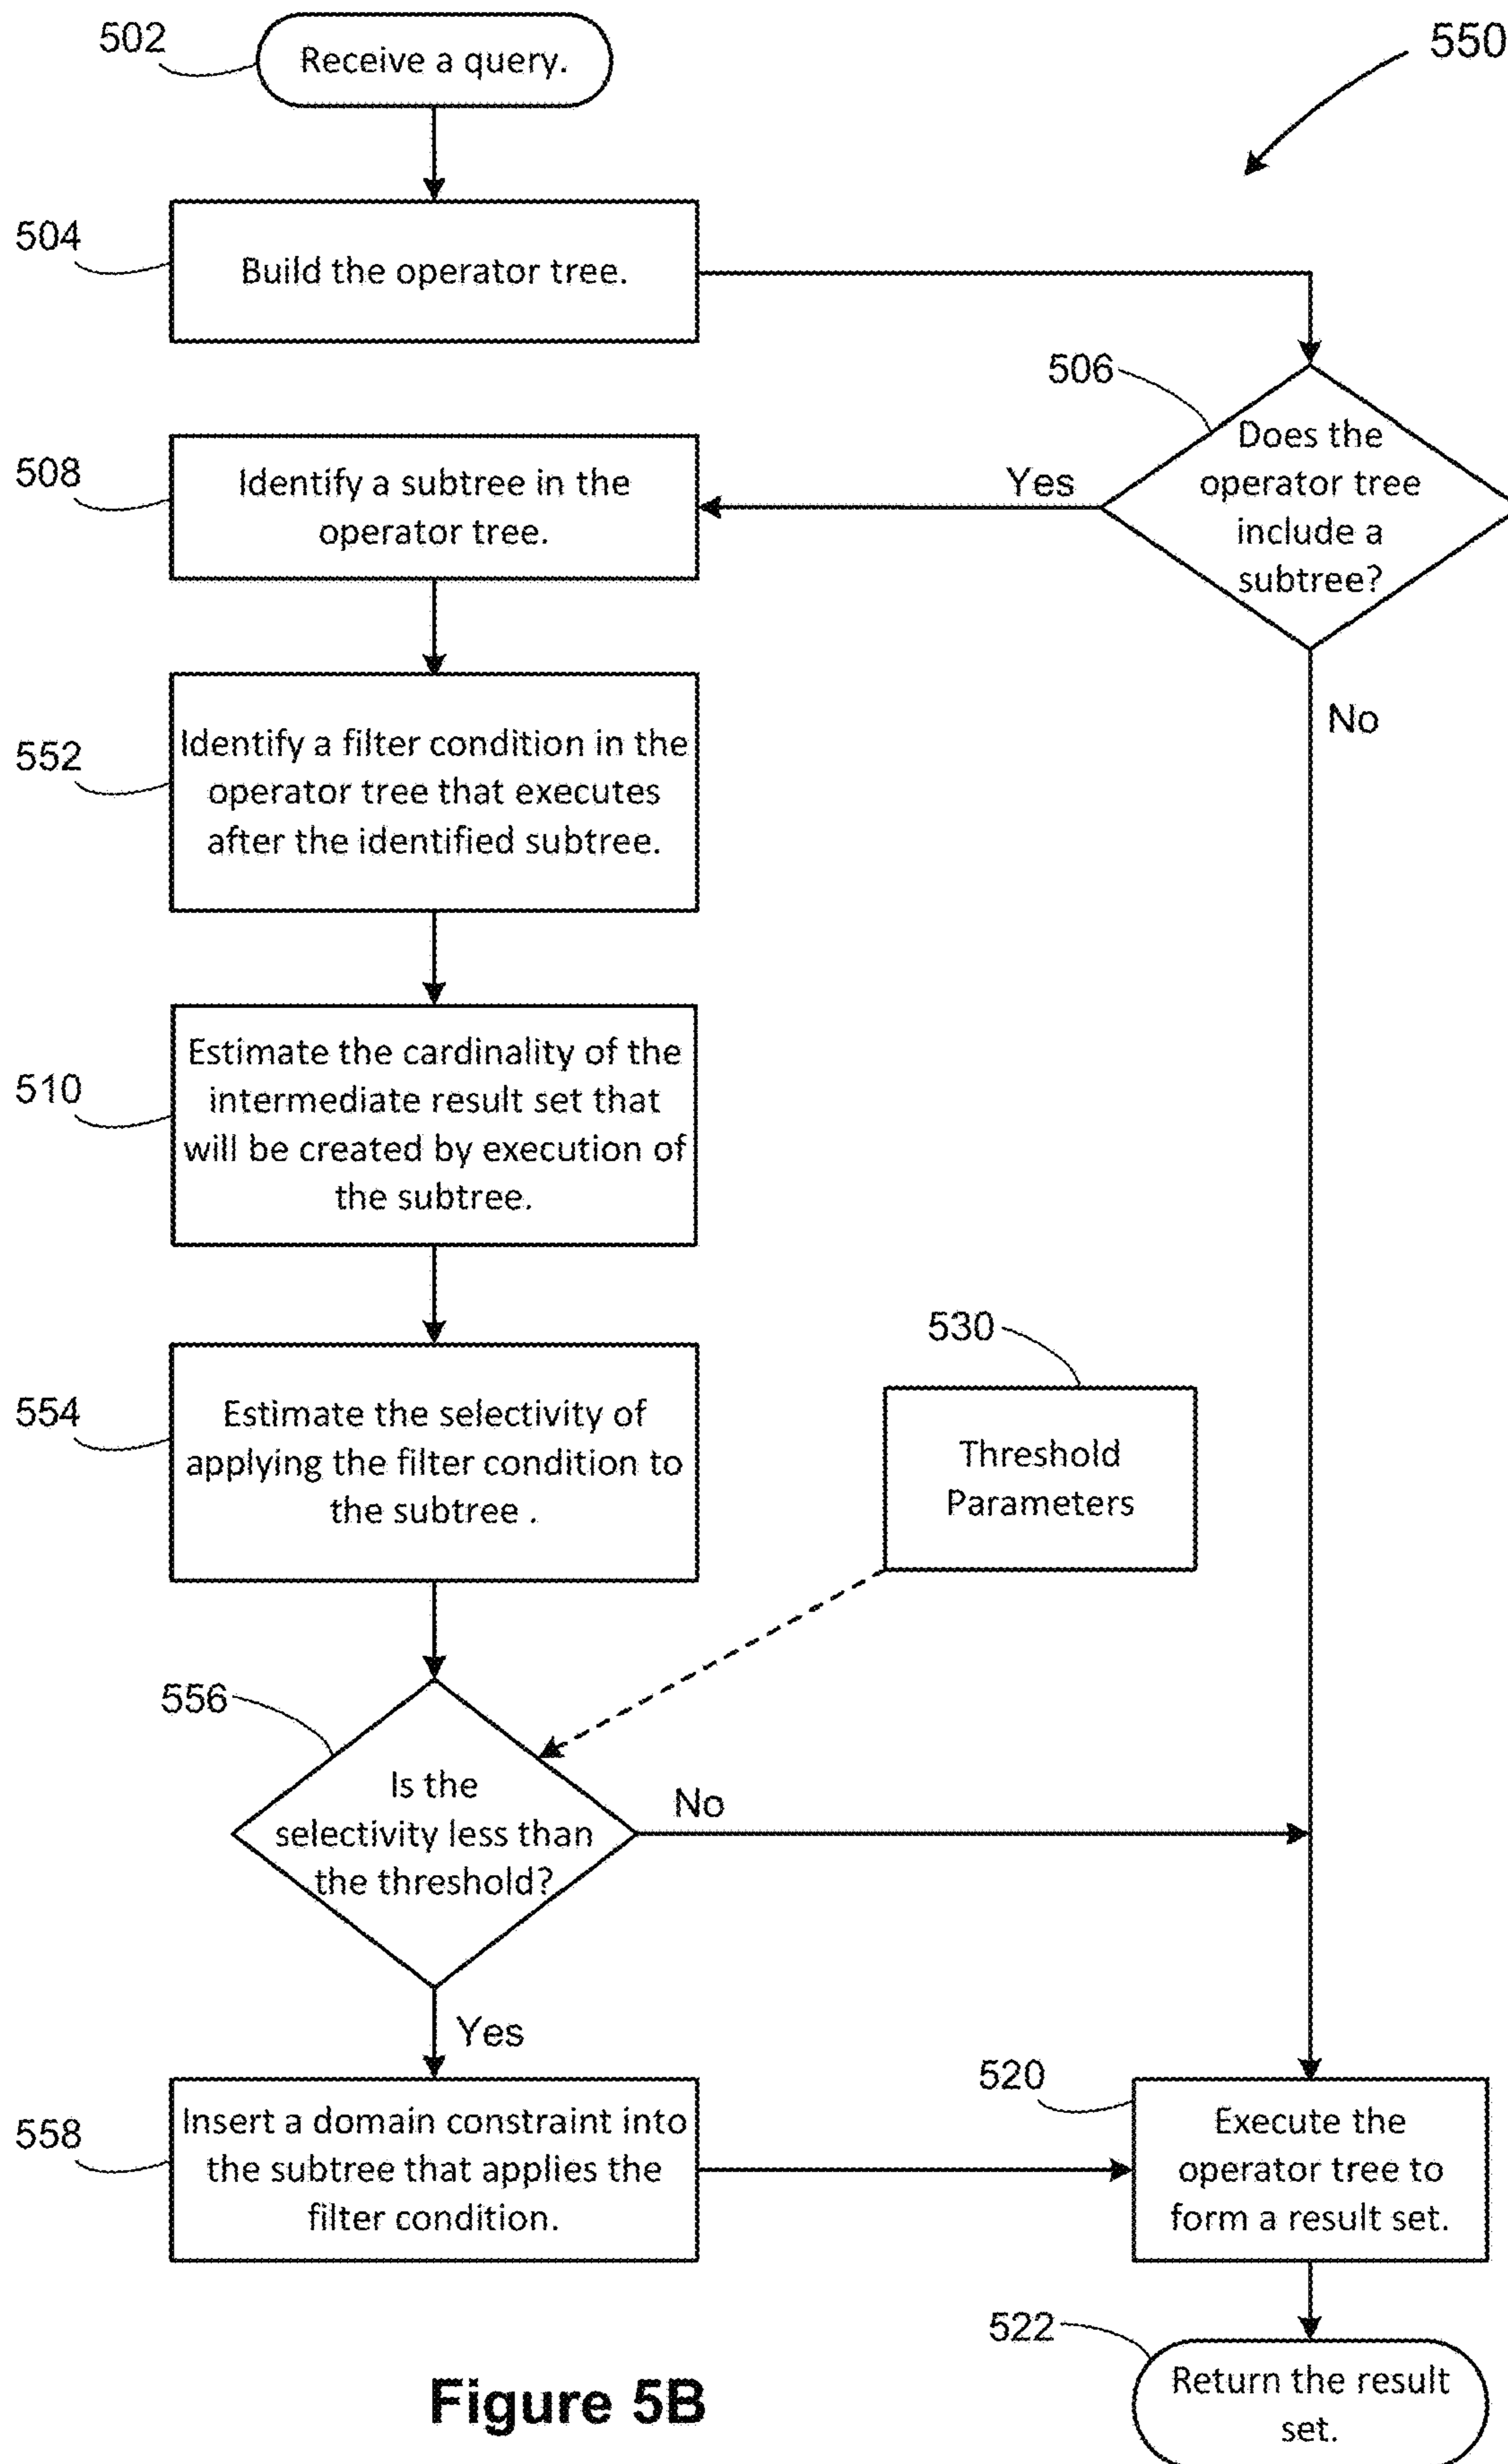 502
Receive a query.
550
504
Build the operator tree.
506
Does the
operator tree
include a
subtree?
Yes
No
508
Identify a subtree in the
operator tree.
552
Identify a filter condition in the
operator tree that executes
after the identified subtree.
510
Estimate the cardinality of the
intermediate result set that
will be created by execution of
the subtree.
554
Estimate the selectivity of
applying the filter condition to
the subtree .
530
Threshold
Parameters
556
Is the
selectivity less than
the threshold?
No
Yes
558
Insert a domain constraint into
the subtree that applies the
filter condition.
520
Execute the
operator tree to
form a result set.
522
Return the result
set.
Figure 5B